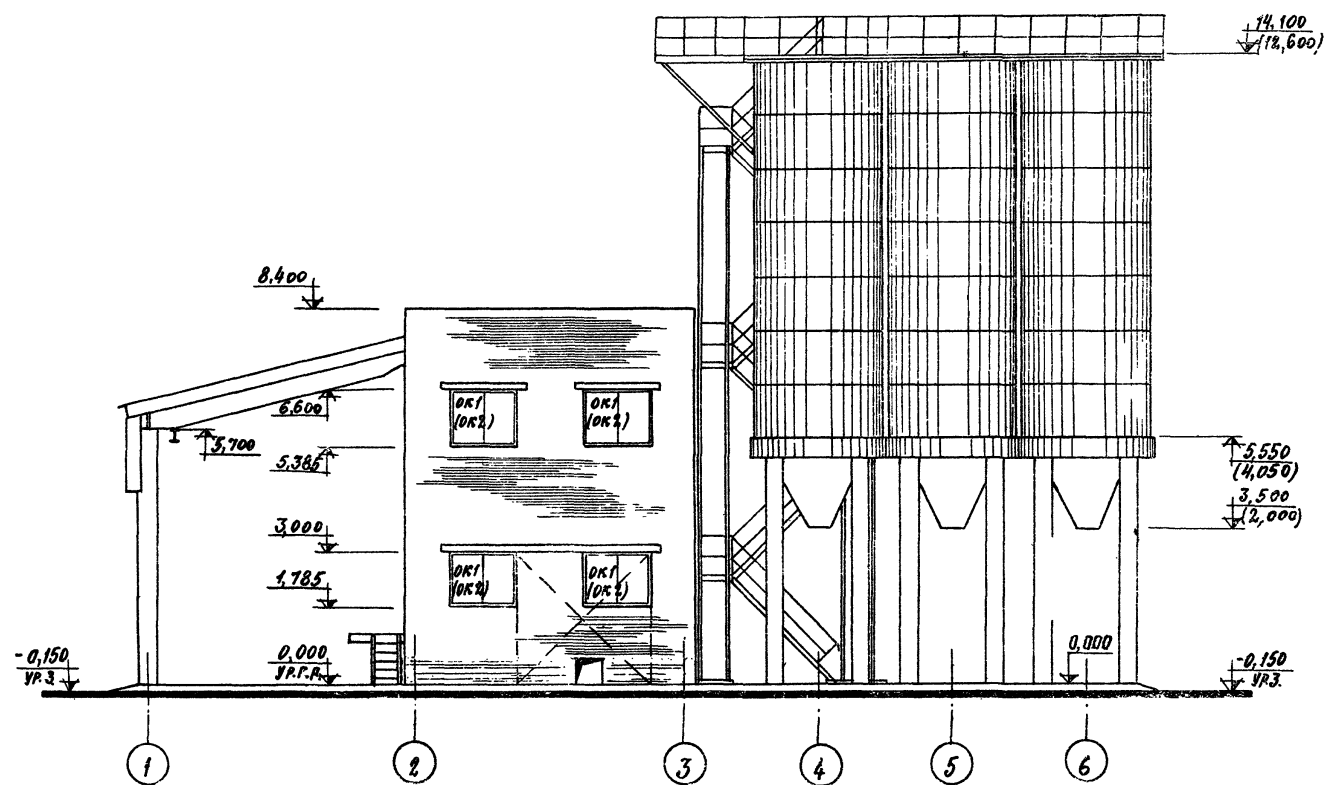 14,100
(12,600)
8,400
6,600
ОК1
(ОК2)
ОК1
(ОК2)
5,700
5,385
5,550
(4,050)
3,500
(2,000)
3,000
ОК1
(ОК2)
ОК1
(ОК2)
1,785
-0,150
УР.З.
0,000
УР.Г.Р.
0,000
-0,150
УР.З.
1
2
3
4
5
6